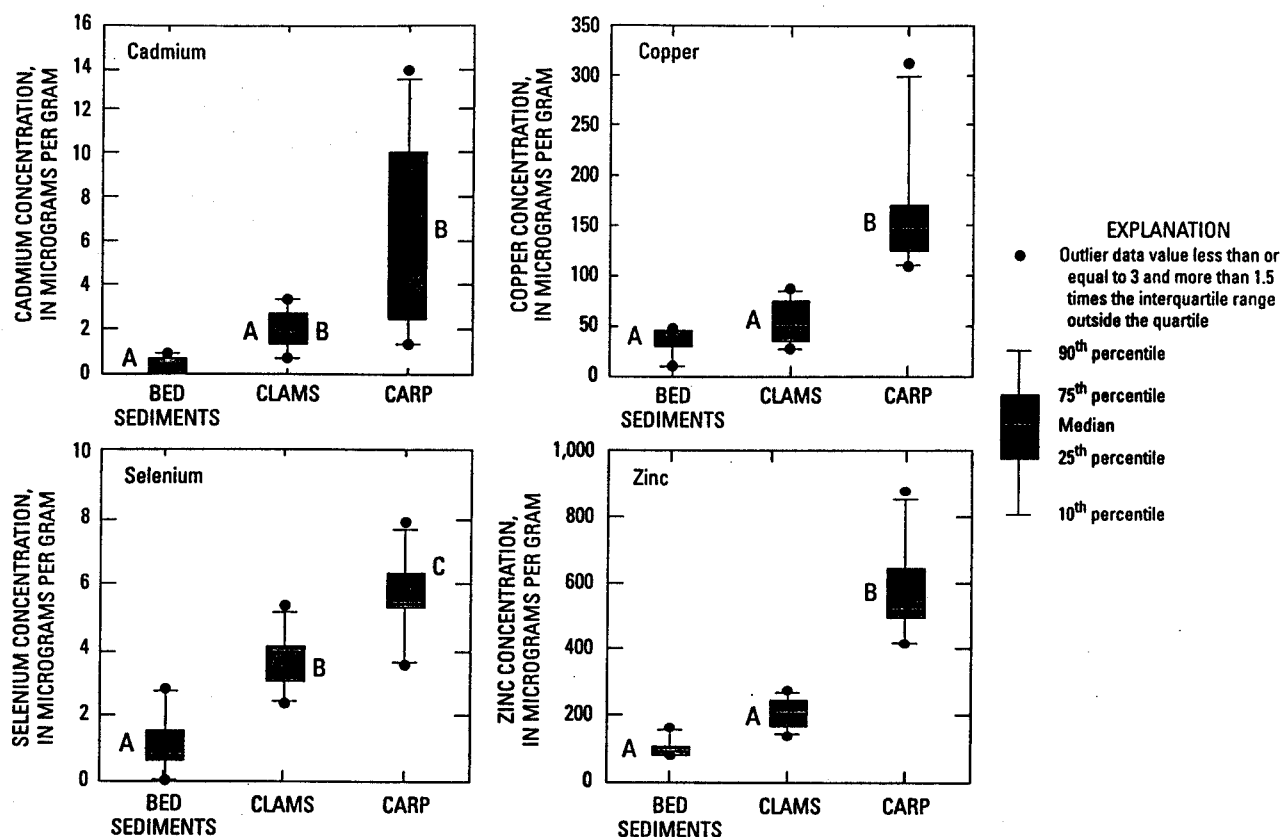 Cadmium
CADMIUM CONCENTRATION,
IN MICROGRAMS PER GRAM
16
14
12
10
8
6
4
2
0
A
A
B
B
BED
SEDIMENTS
CLAMS
CARP
Copper
COPPER CONCENTRATION,
IN MICROGRAMS PER GRAM
350
300
250
200
150
100
50
0
A
A
B
BED
SEDIMENTS
CLAMS
CARP
Selenium
SELENIUM CONCENTRATION,
IN MICROGRAMS PER GRAM
10
8
6
4
2
0
A
B
C
BED
SEDIMENTS
CLAMS
CARP
Zinc
ZINC CONCENTRATION,
IN MICROGRAMS PER GRAM
1,000
800
600
400
200
0
A
A
B
BED
SEDIMENTS
CLAMS
CARP
EXPLANATION
Outlier data value less than or
equal to 3 and more than 1.5
times the interquartile range
outside the quartile
90th percentile
75th percentile
Median
25th percentile
10th percentile